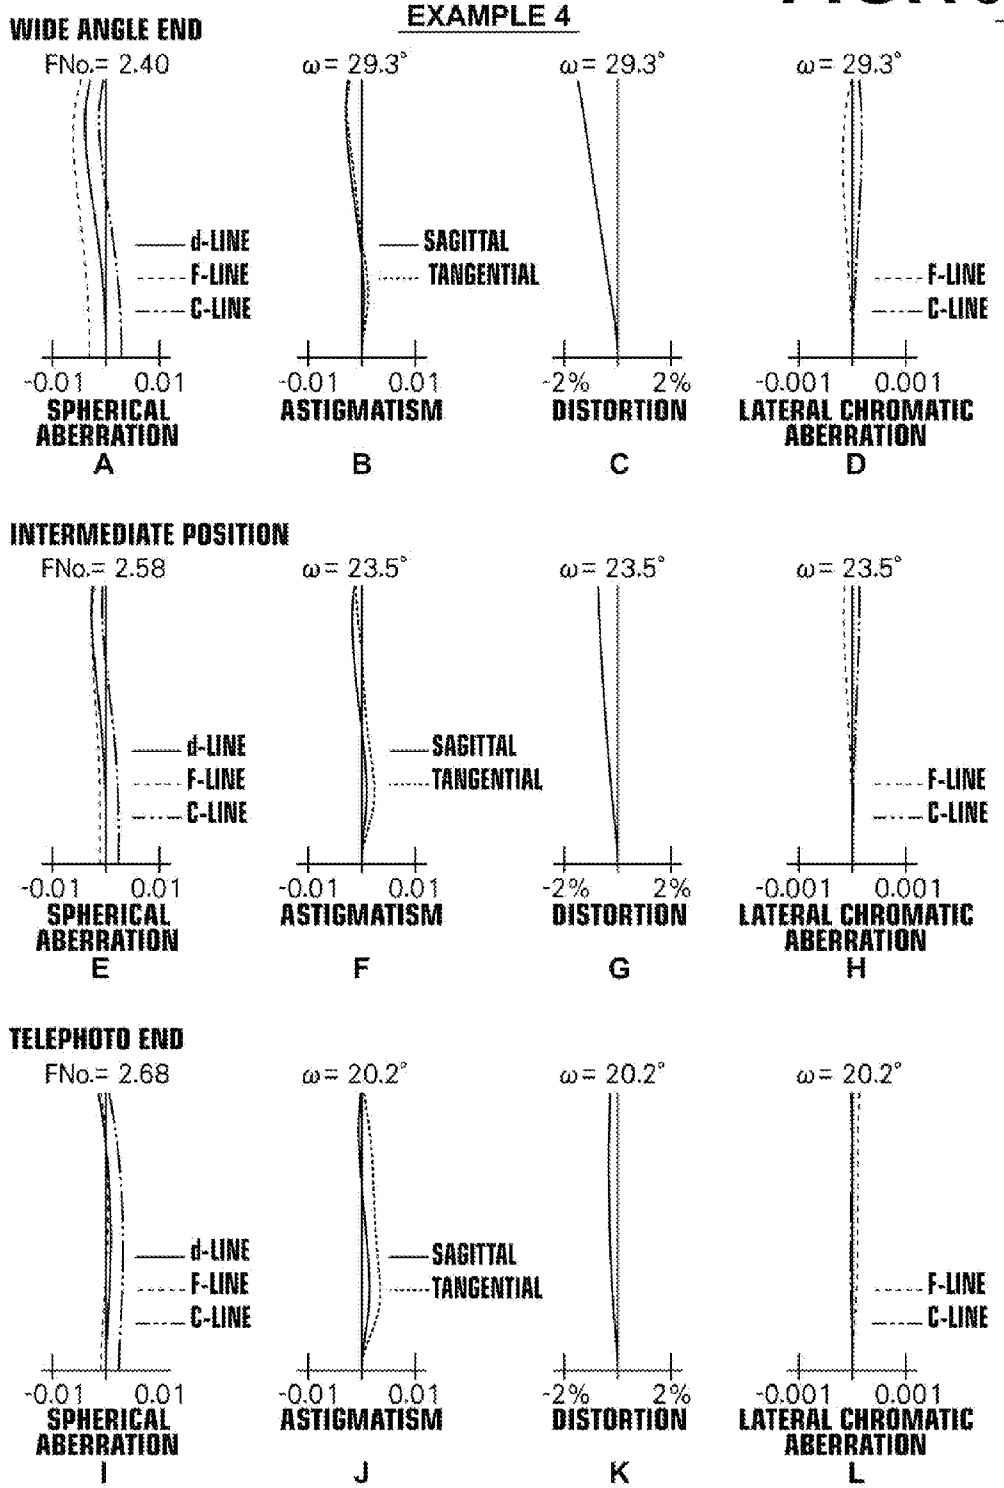 EXAMPLE 4
WIDE ANGLE END
FNo.= 2.40
ω= 29.3°
ω= 29.3°
ω= 29.3°
d-LINE
F-LINE
C-LINE
SAGITTAL
TANGENTIAL
F-LINE
C-LINE
-0.01 0.01
-0.01 0.01
-2% 2%
-0.001 0.001
SPHERICAL
ABERRATION
ASTIGMATISM
DISTORTION
LATERAL CHROMATIC
ABERRATION
A
B
C
D
INTERMEDIATE POSITION
FNo.= 2.58
ω= 23.5°
ω= 23.5°
ω= 23.5°
d-LINE
F-LINE
C-LINE
SAGITTAL
TANGENTIAL
F-LINE
C-LINE
-0.01 0.01
-0.01 0.01
-2% 2%
-0.001 0.001
SPHERICAL
ABERRATION
ASTIGMATISM
DISTORTION
LATERAL CHROMATIC
ABERRATION
E
F
G
H
TELEPHOTO END
FNo.= 2.68
ω= 20.2°
ω= 20.2°
ω= 20.2°
d-LINE
F-LINE
C-LINE
SAGITTAL
TANGENTIAL
F-LINE
C-LINE
-0.01 0.01
-0.01 0.01
-2% 2%
-0.001 0.001
SPHERICAL
ABERRATION
ASTIGMATISM
DISTORTION
LATERAL CHROMATIC
ABERRATION
I
J
K
L